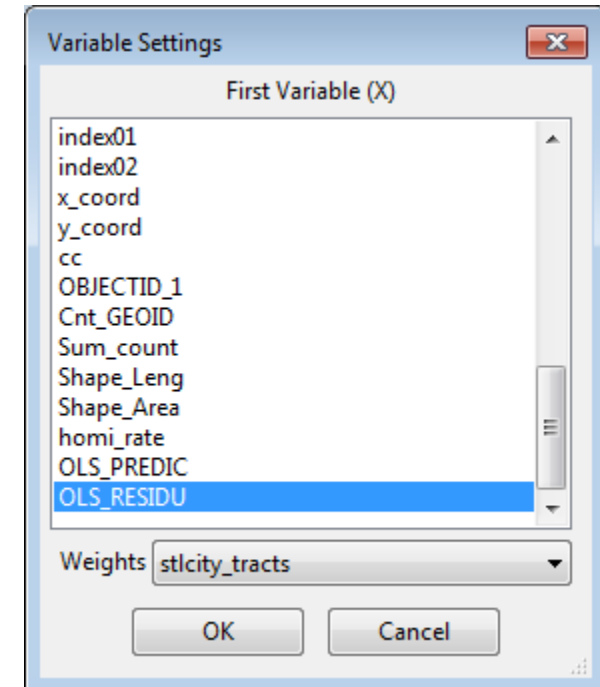 Variable Settings
First Variable (X)
index01
index02
x_coord
y_coord
cc
OBJECTID_1
Cnt_GEOID
Sum_count
Shape_Leng
Shape_Area
homi_rate
OLS_PREDIC
OLS_RESIDU
Weights stlcity_tracts
OK Cancel